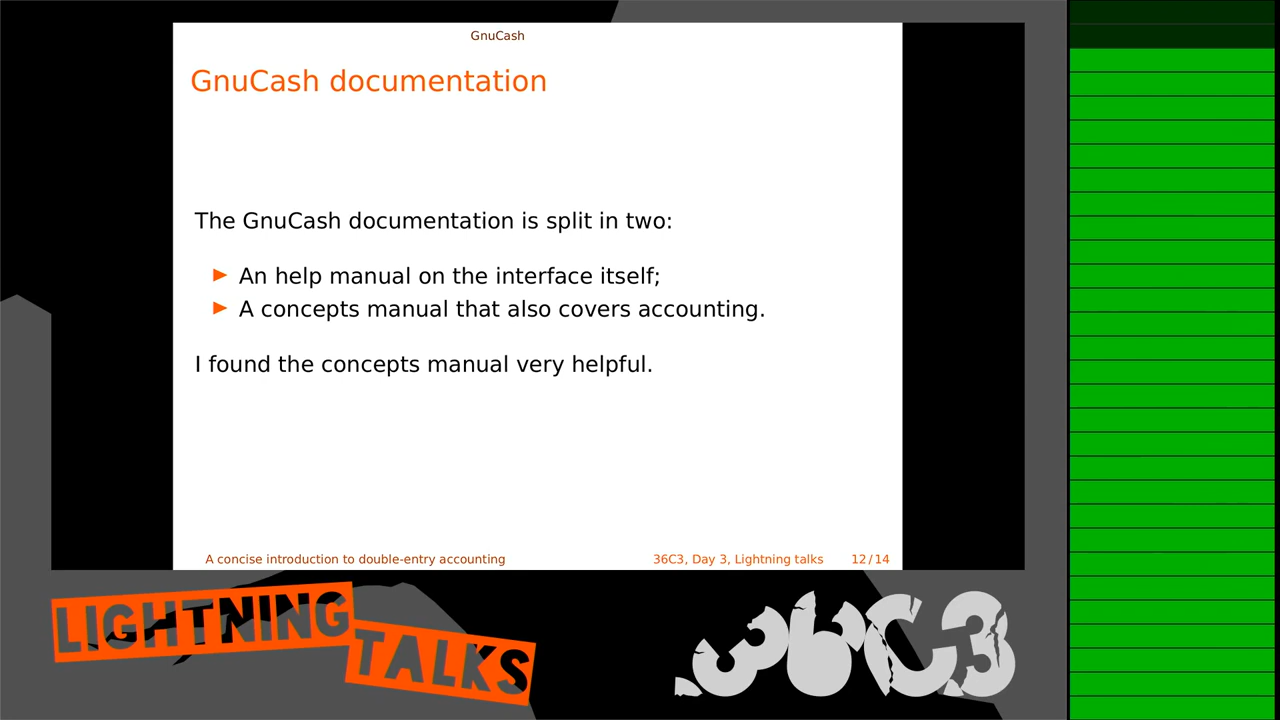 GnuCash
GnuCash documentation
The GnuCash documentation is split in two:
An help manual on the interface itself;
A concepts manual that also covers accounting.
I found the concepts manual very helpful.
A concise introduction to double-entry accounting
36C3, Day 3, Lightning talks
12/14
LIGHTNING
TALKS
36C3